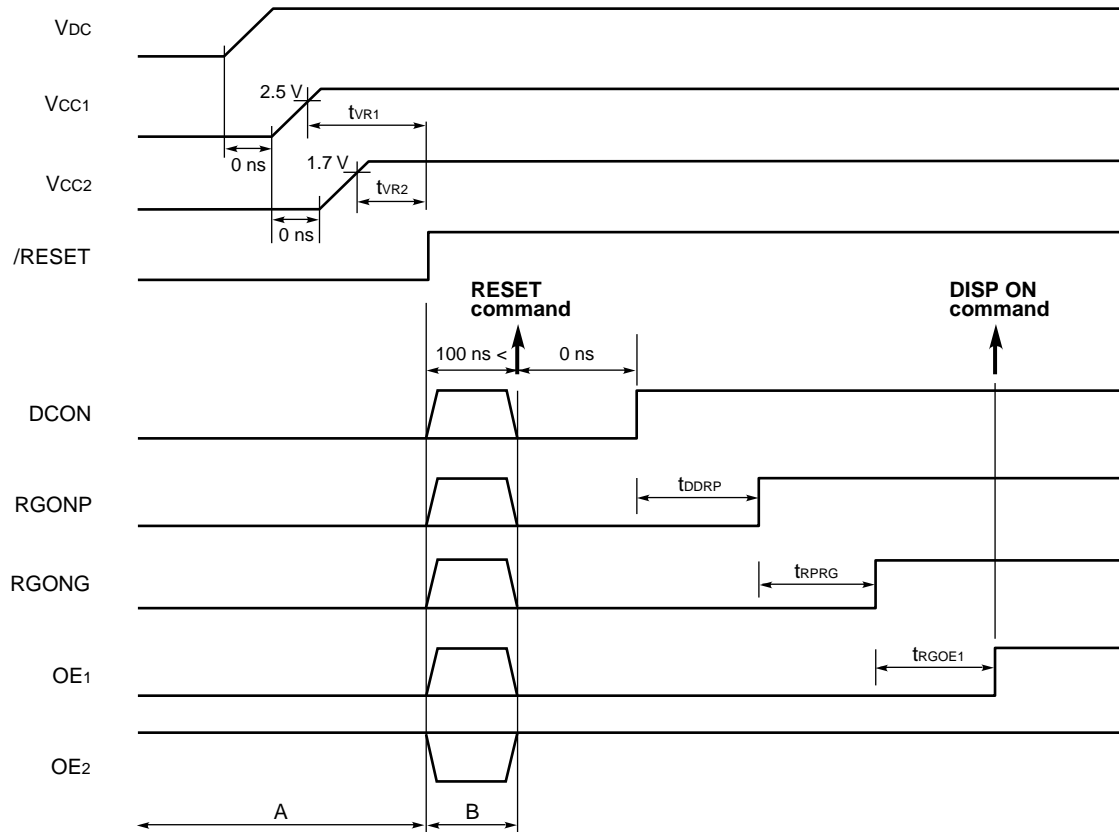 VDC
VCC1
2.5 V
tVR1
0 ns
1.7 V
VCC2
tVR2
0 ns
/RESET
RESET
command
DISP ON
command
100 ns <
0 ns
DCON
tDDRP
RGONP
tRPRG
RGONG
tRGOE1
OE1
OE2
A
B